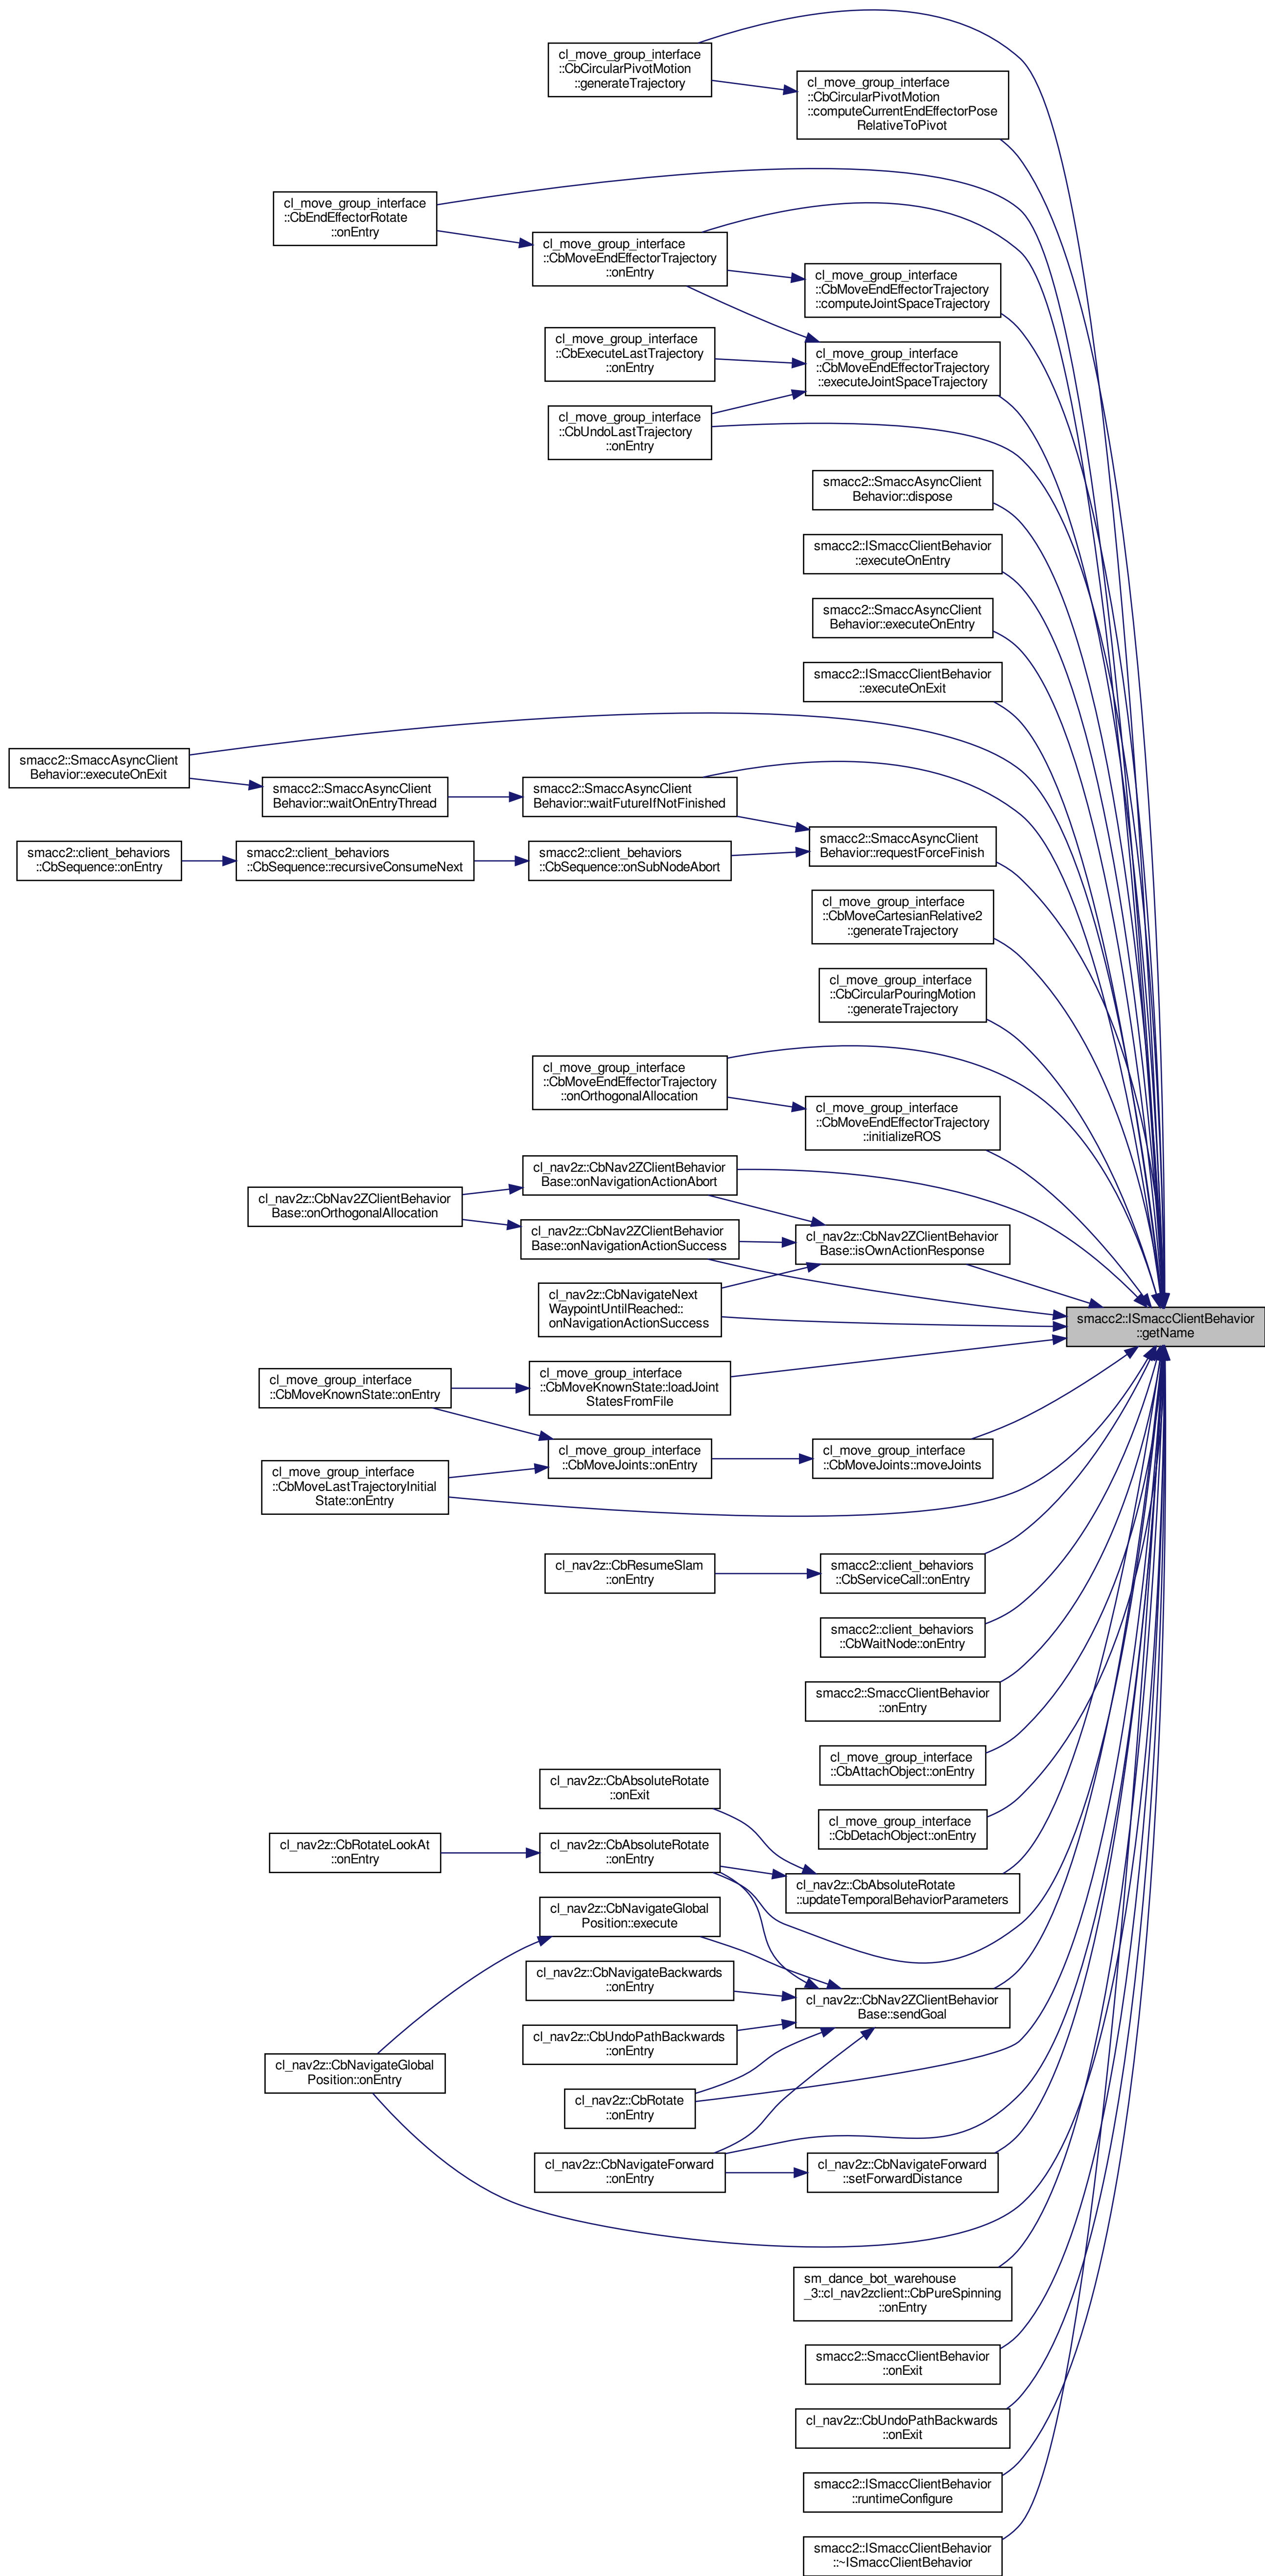 cl_move_group_interface
::CbCircularPivotMotion
::generateTrajectory
cl_move_group_interface
::CbCircularPivotMotion
::computeCurrentEndEffectorPose
RelativeToPivot
cl_move_group_interface
::CbEndEffectorRotate
::onEntry
cl_move_group_interface
::CbMoveEndEffectorTrajectory
::onEntry
cl_move_group_interface
::CbMoveEndEffectorTrajectory
::computeJointSpaceTrajectory
cl_move_group_interface
::CbExecuteLastTrajectory
::onEntry
cl_move_group_interface
::CbMoveEndEffectorTrajectory
::executeJointSpaceTrajectory
cl_move_group_interface
::CbUndoLastTrajectory
::onEntry
smacc2::SmaccAsyncClient
Behavior::dispose
smacc2::ISmaccClientBehavior
::executeOnEntry
smacc2::SmaccAsyncClient
Behavior::executeOnEntry
smacc2::ISmaccClientBehavior
::executeOnExit
smacc2::SmaccAsyncClient
Behavior::executeOnExit
smacc2::SmaccAsyncClient
Behavior::waitOnEntryThread
smacc2::SmaccAsyncClient
Behavior::waitFutureIfNotFinished
smacc2::SmaccAsyncClient
Behavior::requestForceFinish
smacc2::client_behaviors
::CbSequence::onEntry
smacc2::client_behaviors
::CbSequence::recursiveConsumeNext
smacc2::client_behaviors
::CbSequence::onSubNodeAbort
cl_move_group_interface
::CbMoveCartesianRelative2
::generateTrajectory
cl_move_group_interface
::CbCircularPouringMotion
::generateTrajectory
cl_move_group_interface
::CbMoveEndEffectorTrajectory
::onOrthogonalAllocation
cl_move_group_interface
::CbMoveEndEffectorTrajectory
::initializeROS
cl_nav2z::CbNav2ZClientBehavior
Base::onNavigationActionAbort
cl_nav2z::CbNav2ZClientBehavior
Base::onOrthogonalAllocation
cl_nav2z::CbNav2ZClientBehavior
Base::onNavigationActionSuccess
cl_nav2z::CbNav2ZClientBehavior
Base::isOwnActionResponse
cl_nav2z::CbNavigateNext
WaypointUntilReached::
onNavigationActionSuccess
smacc2::ISmaccClientBehavior
::getName
cl_move_group_interface
::CbMoveKnownState::onEntry
cl_move_group_interface
::CbMoveKnownState::loadJoint
StatesFromFile
cl_move_group_interface
::CbMoveJoints::onEntry
cl_move_group_interface
::CbMoveJoints::moveJoints
cl_move_group_interface
::CbMoveLastTrajectoryInitial
State::onEntry
cl_nav2z::CbResumeSlam
::onEntry
smacc2::client_behaviors
::CbServiceCall::onEntry
smacc2::client_behaviors
::CbWaitNode::onEntry
smacc2::SmaccClientBehavior
::onEntry
cl_move_group_interface
::CbAttachObject::onEntry
cl_nav2z::CbAbsoluteRotate
::onExit
cl_move_group_interface
::CbDetachObject::onEntry
cl_nav2z::CbRotateLookAt
::onEntry
cl_nav2z::CbAbsoluteRotate
::onEntry
cl_nav2z::CbAbsoluteRotate
::updateTemporalBehaviorParameters
cl_nav2z::CbNavigateGlobal
Position::execute
cl_nav2z::CbNavigateBackwards
::onEntry
cl_nav2z::CbNav2ZClientBehavior
Base::sendGoal
cl_nav2z::CbUndoPathBackwards
::onEntry
cl_nav2z::CbNavigateGlobal
Position::onEntry
cl_nav2z::CbRotate
::onEntry
cl_nav2z::CbNavigateForward
::onEntry
cl_nav2z::CbNavigateForward
::setForwardDistance
sm_dance_bot_warehouse
_3::cl_nav2zclient::CbPureSpinning
::onEntry
smacc2::SmaccClientBehavior
::onExit
cl_nav2z::CbUndoPathBackwards
::onExit
smacc2::ISmaccClientBehavior
::runtimeConfigure
smacc2::ISmaccClientBehavior
::~ISmaccClientBehavior